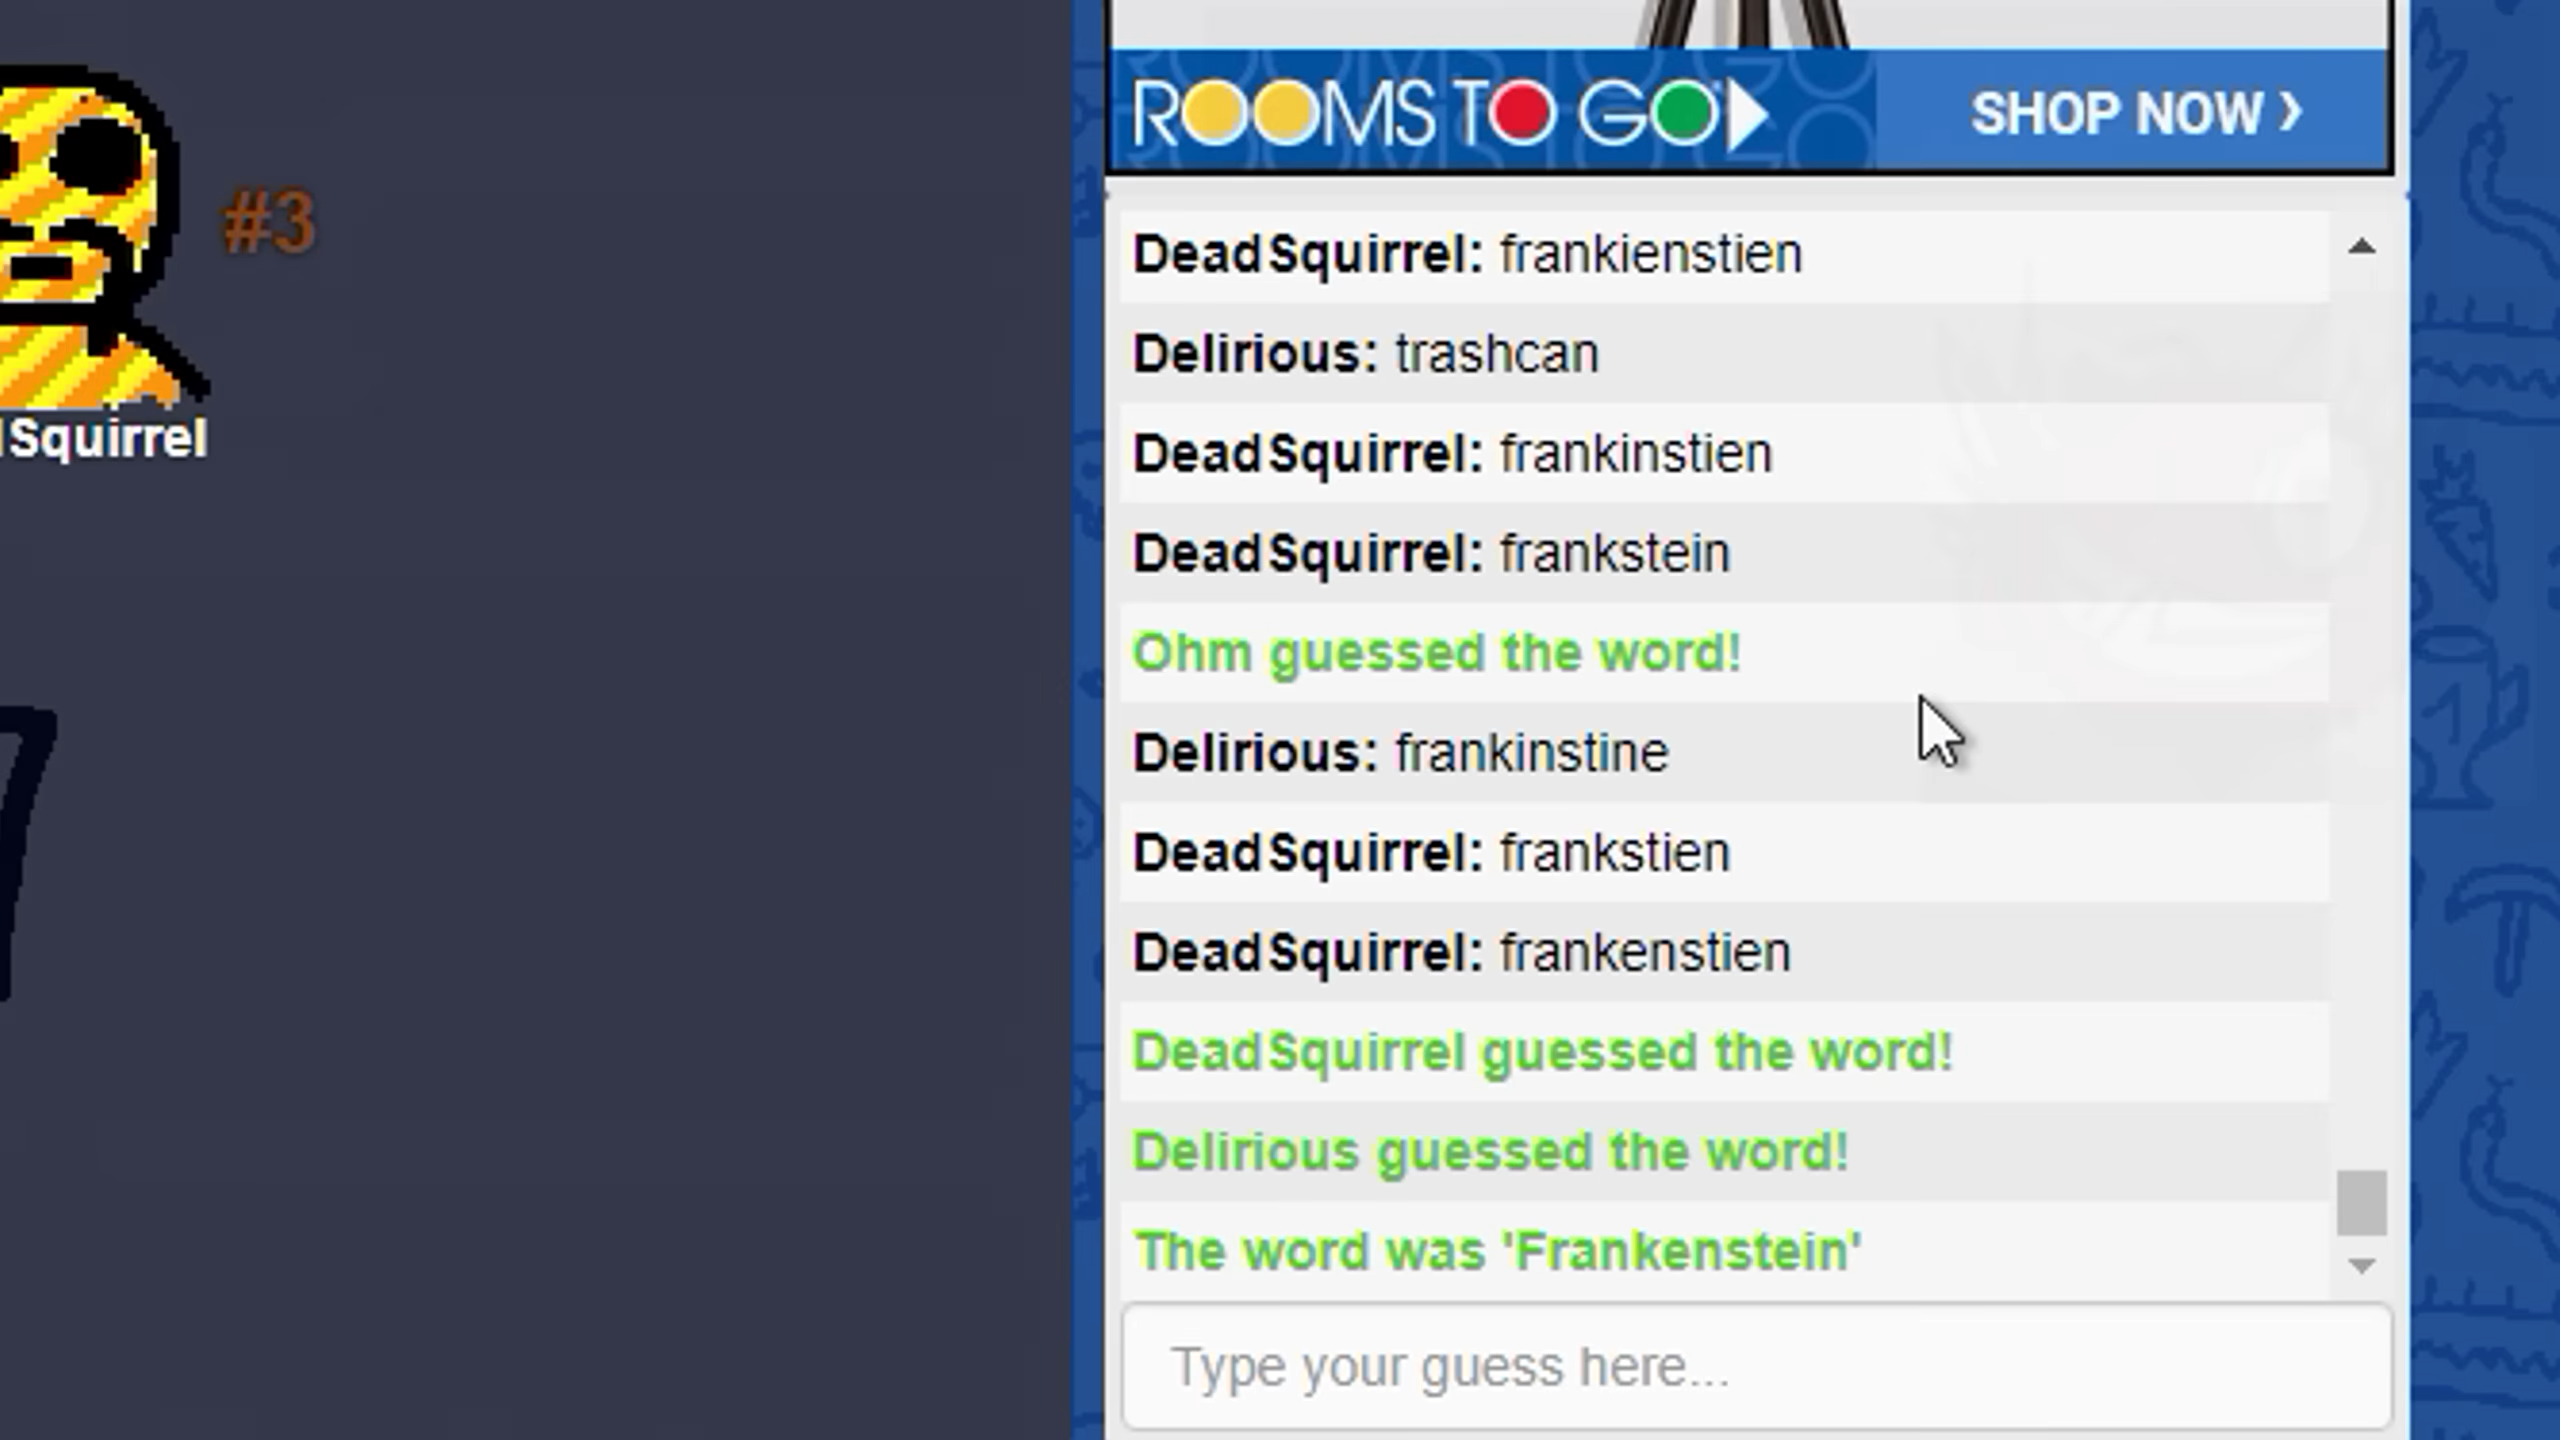 ROOMS TO GO
SHOP NOW ›
#3
Squirrel
DeadSquirrel: frankienstien
Delirious: trashcan
DeadSquirrel: frankinstien
DeadSquirrel: frankstein
Ohm guessed the word!
Delirious: frankinstine
DeadSquirrel: frankstien
DeadSquirrel: frankenstien
DeadSquirrel guessed the word!
Delirious guessed the word!
The word was 'Frankenstein'
Type your guess here...